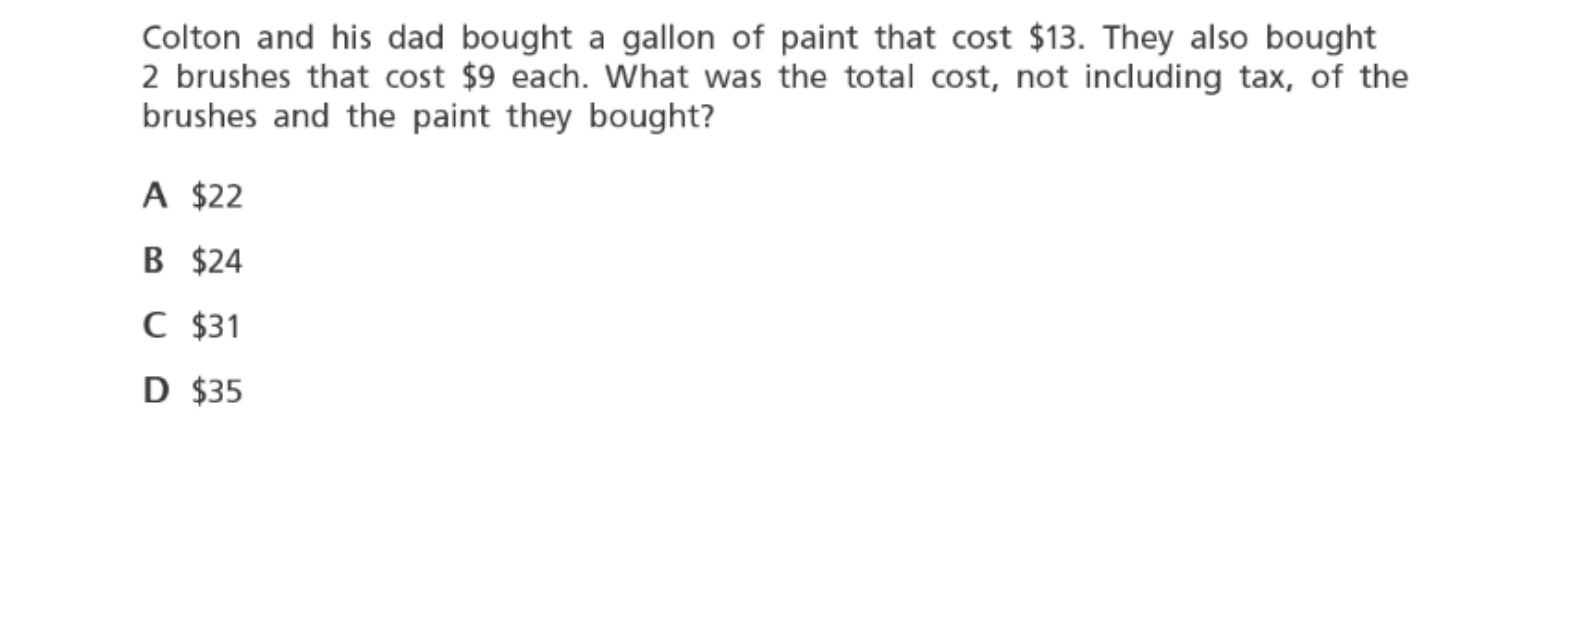 Colton and his dad bought a gallon of paint that cost $13. They also bought
2 brushes that cost $9 each. What was the total cost, not including tax, of the
brushes and the paint they bought?
A $22
B $24
C $31
D $35